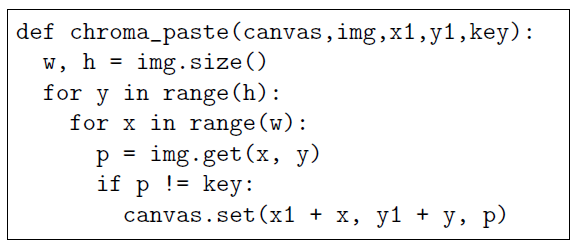 def chroma_paste(canvas,img,x1,y1,key):
  w, h = img.size()
  for y in range(h):
    for x in range(w):
      p = img.get(x, y)
      if p != key:
        canvas.set(x1 + x, y1 + y, p)